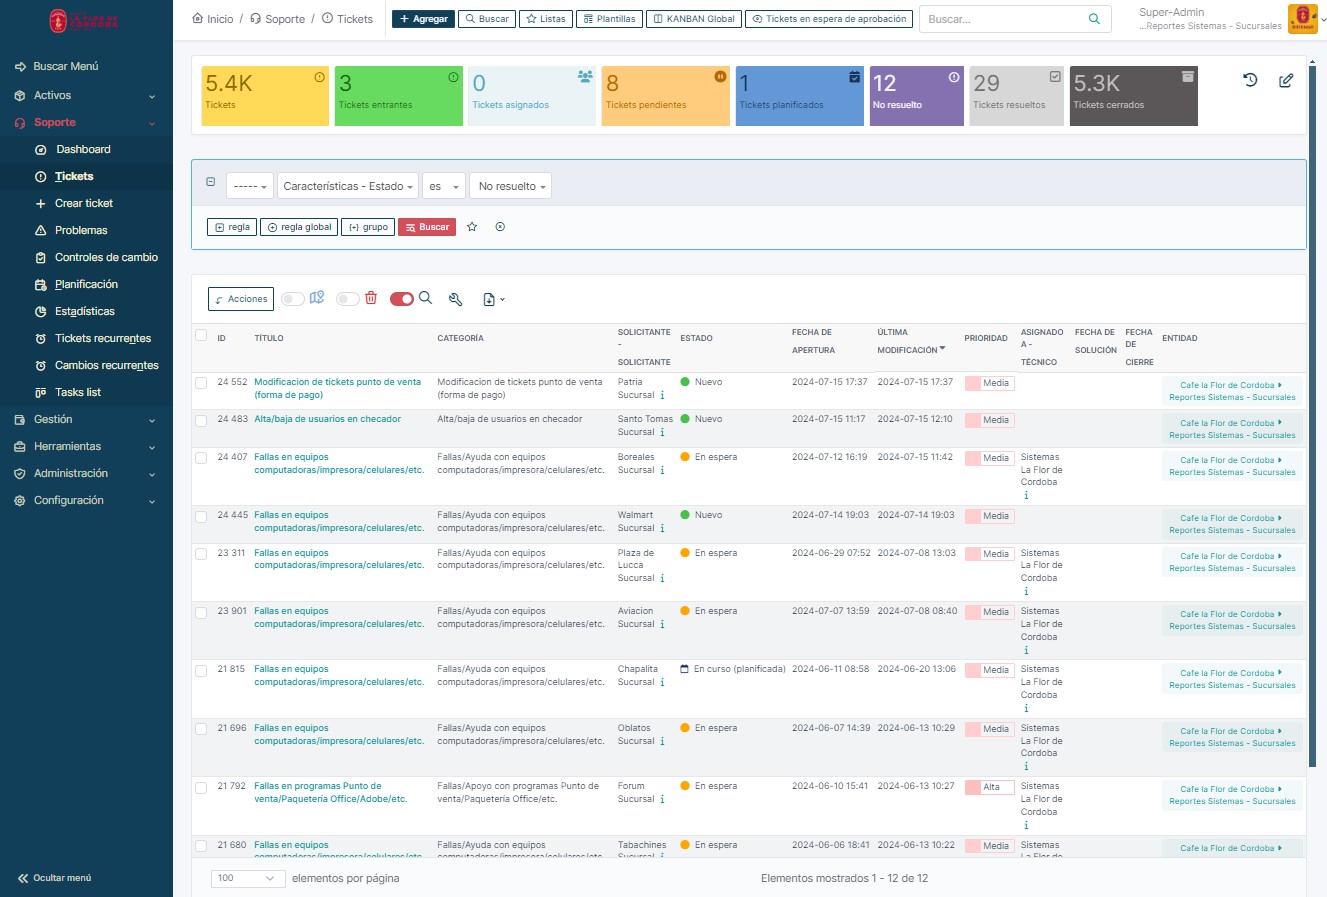 LA FLOR DE
CORDOBA
Inicio / Soporte / Tickets
Agregar
Buscar
Listas
Plantillas
KANBAN Global
Tickets en espera de aprobación
Buscar...
Super-Admin
...Reportes Sistemas - Sucursales
Buscar Menú
Activos
Soporte
Dashboard
Tickets
Crear ticket
Problemas
Controles de cambio
Planificación
Estadísticas
Tickets recurrentes
Cambios recurrentes
Tasks list
Gestión
Herramientas
Administración
Configuración
Ocultar menú
5.4K
Tickets
3
Tickets entrantes
0
Tickets asignados
8
Tickets pendientes
1
Tickets planificados
12
No resuelto
29
Tickets resueltos
5.3K
Tickets cerrados
----- Características - Estado es No resuelto
regla
regla global
{+} grupo
Buscar
Acciones
ID TÍTULO CATEGORÍA SOLICITANTE - SOLICITANTE ESTADO FECHA DE APERTURA ÚLTIMA MODIFICACIÓN PRIORIDAD ASIGNADO A - TÉCNICO FECHA DE SOLUCIÓN FECHA DE CIERRE ENTIDAD
24 552 Modificacion de tickets punto de venta (forma de pago) Modificacion de tickets punto de venta (forma de pago) Patria Sucursal i Nuevo 2024-07-15 17:37 2024-07-15 17:37 Media Cafe la Flor de Cordoba Reportes Sistemas - Sucursales
24 483 Alta/baja de usuarios en checador Alta/baja de usuarios en checador Santo Tomas Sucursal i Nuevo 2024-07-15 11:17 2024-07-15 12:10 Media Cafe la Flor de Cordoba Reportes Sistemas - Sucursales
24 407 Fallas en equipos computadoras/impresora/celulares/etc. Fallas/Ayuda con equipos computadoras/impresora/celulares/etc. Boreales Sucursal i En espera 2024-07-12 16:19 2024-07-15 11:42 Media Sistemas La Flor de Cordoba i Cafe la Flor de Cordoba Reportes Sistemas - Sucursales
24 445 Fallas en equipos computadoras/impresora/celulares/etc. Fallas/Ayuda con equipos computadoras/impresora/celulares/etc. Walmart Sucursal i Nuevo 2024-07-14 19:03 2024-07-14 19:03 Media Cafe la Flor de Cordoba Reportes Sistemas - Sucursales
23 311 Fallas en equipos computadoras/impresora/celulares/etc. Fallas/Ayuda con equipos computadoras/impresora/celulares/etc. Plaza de Lucca Sucursal i En espera 2024-06-29 07:52 2024-07-08 13:03 Media Sistemas La Flor de Cordoba i Cafe la Flor de Cordoba Reportes Sistemas - Sucursales
23 901 Fallas en equipos computadoras/impresora/celulares/etc. Fallas/Ayuda con equipos computadoras/impresora/celulares/etc. Aviacion Sucursal i En espera 2024-07-07 13:59 2024-07-08 08:40 Media Sistemas La Flor de Cordoba i Cafe la Flor de Cordoba Reportes Sistemas - Sucursales
21 815 Fallas en equipos computadoras/impresora/celulares/etc. Fallas/Ayuda con equipos computadoras/impresora/celulares/etc. Chapalita Sucursal i En curso (planificada) 2024-06-11 08:58 2024-06-20 13:06 Media Sistemas La Flor de Cordoba i Cafe la Flor de Cordoba Reportes Sistemas - Sucursales
21 696 Fallas en equipos computadoras/impresora/celulares/etc. Fallas/Ayuda con equipos computadoras/impresora/celulares/etc. Oblatos Sucursal i En espera 2024-06-07 14:39 2024-06-13 10:29 Media Sistemas La Flor de Cordoba i Cafe la Flor de Cordoba Reportes Sistemas - Sucursales
21 792 Fallas en programas Punto de venta/Paquetería Office/Adobe/etc. Fallas/Apoyo con programas Punto de venta/Paquetería Office/etc. Forum Sucursal i En espera 2024-06-10 15:41 2024-06-13 10:27 Alta Sistemas La Flor de Cordoba i Cafe la Flor de Cordoba Reportes Sistemas - Sucursales
21 680 Fallas en equipos computadoras/impresora/celulares/etc. Fallas/Ayuda con equipos computadoras/impresora/celulares/etc. Tabachines Sucursal En espera 2024-06-06 18:41 2024-06-13 10:22 Media Sistemas La Flor de Cafe la Flor de Cordoba
100 elementos por página
Elementos mostrados 1 - 12 de 12